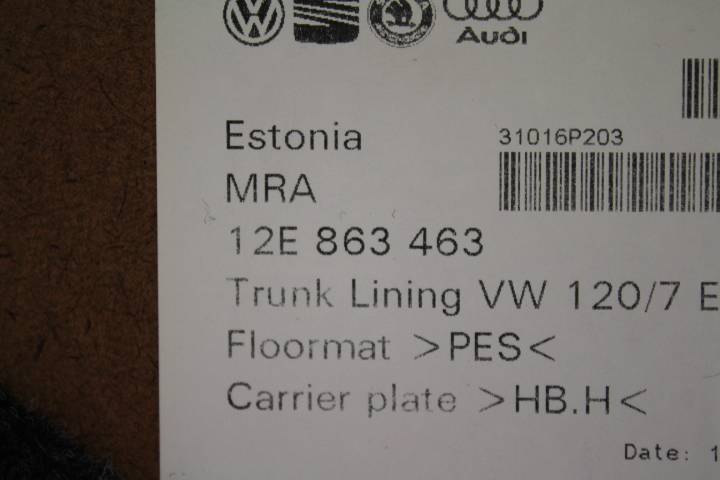 Audi
Estonia
31016P203
MRA
12E 863 463
Trunk Lining VW 120/7 E
Floormat >PES<
Carrier plate >HB.H<
Date: 1